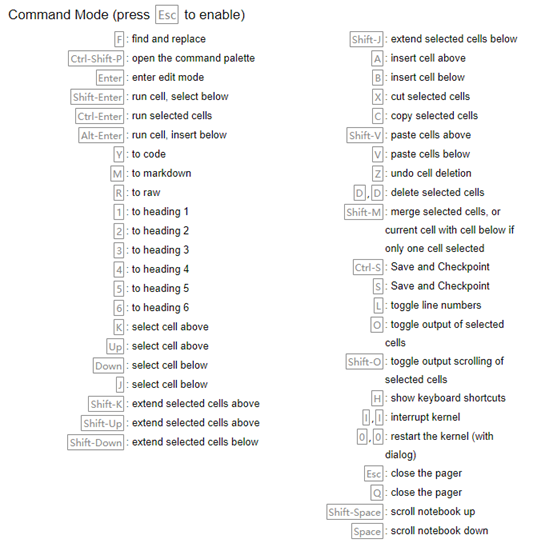 Command Mode (press Esc to enable)
F : find and replace
Ctrl-Shift-P : open the command palette
Enter : enter edit mode
Shift-Enter : run cell, select below
Ctrl-Enter : run selected cells
Alt-Enter : run cell, insert below
Y : to code
M : to markdown
R : to raw
1 : to heading 1
2 : to heading 2
3 : to heading 3
4 : to heading 4
5 : to heading 5
6 : to heading 6
K : select cell above
Up : select cell above
Down : select cell below
J : select cell below
Shift-K : extend selected cells above
Shift-Up : extend selected cells above
Shift-Down : extend selected cells below
Shift-J : extend selected cells below
A : insert cell above
B : insert cell below
X : cut selected cells
C : copy selected cells
Shift-V : paste cells above
V : paste cells below
Z : undo cell deletion
D , D : delete selected cells
Shift-M : merge selected cells, or
current cell with cell below if
only one cell selected
Ctrl-S : Save and Checkpoint
S : Save and Checkpoint
L : toggle line numbers
O : toggle output of selected
cells
Shift-O : toggle output scrolling of
selected cells
H : show keyboard shortcuts
I , I : interrupt kernel
0 , 0 : restart the kernel (with
dialog)
Esc : close the pager
Q : close the pager
Shift-Space : scroll notebook up
Space : scroll notebook down